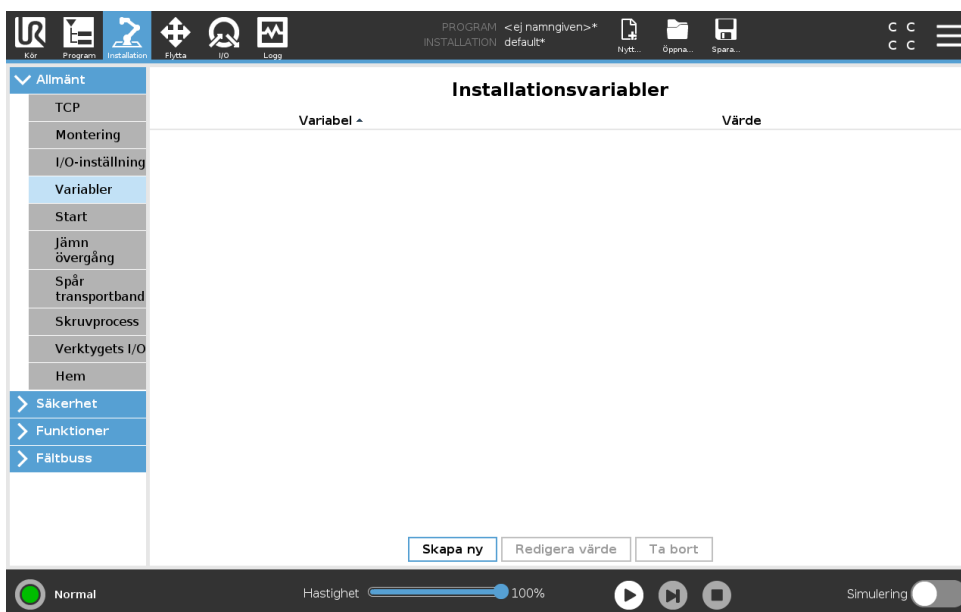 UR
PROGRAM <ej namngiven>*
INSTALLATION default*
Kör Program Installation Flytta I/O Logg
Nytt... Öppna... Spara...
C C
C C
Allmänt
TCP
Montering
I/O-inställning
Variabler
Start
Jämn
övergång
Spår
transportband
Skruvprocess
Verktygets I/O
Hem
Säkerhet
Funktioner
Fältbuss
Installationsvariabler
Variabel Värde
Skapa ny Redigera värde Ta bort
Normal Hastighet 100% Simulering